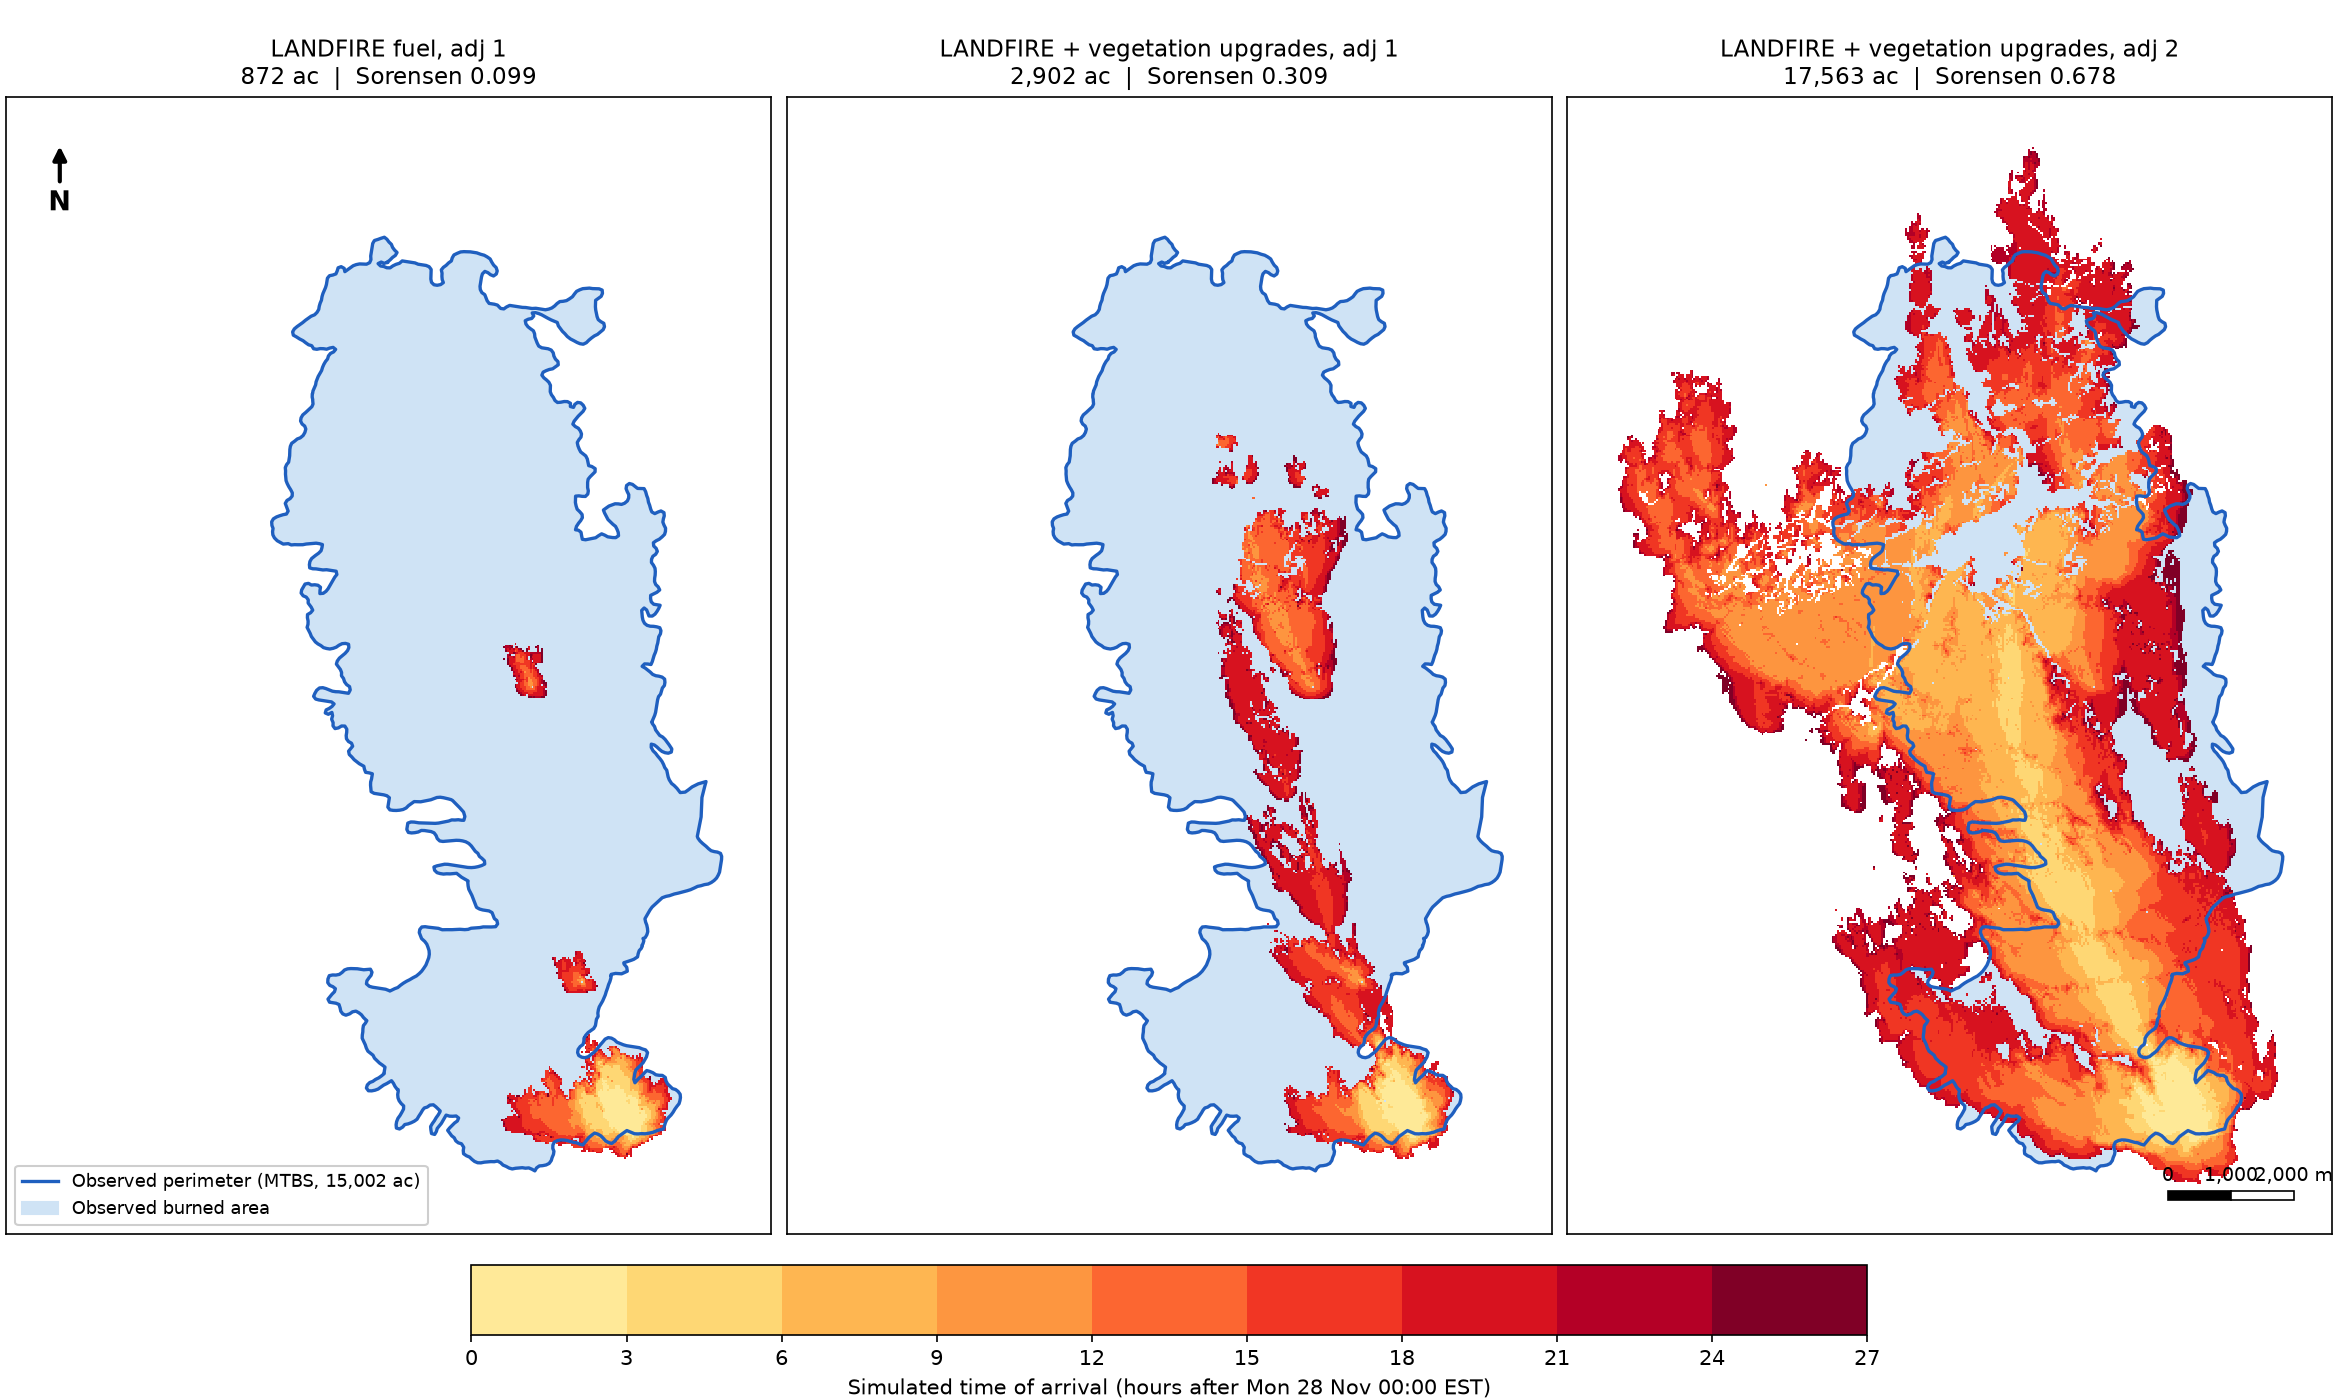 LANDFIRE fuel, adj 1
872 ac | Sorensen 0.099
LANDFIRE + vegetation upgrades, adj 1
2,902 ac | Sorensen 0.309
LANDFIRE + vegetation upgrades, adj 2
17,563 ac | Sorensen 0.678
N
Observed perimeter (MTBS, 15,002 ac)
Observed burned area
0 1,000 2,000 m
0 3 6 9 12 15 18 21 24 27
Simulated time of arrival (hours after Mon 28 Nov 00:00 EST)